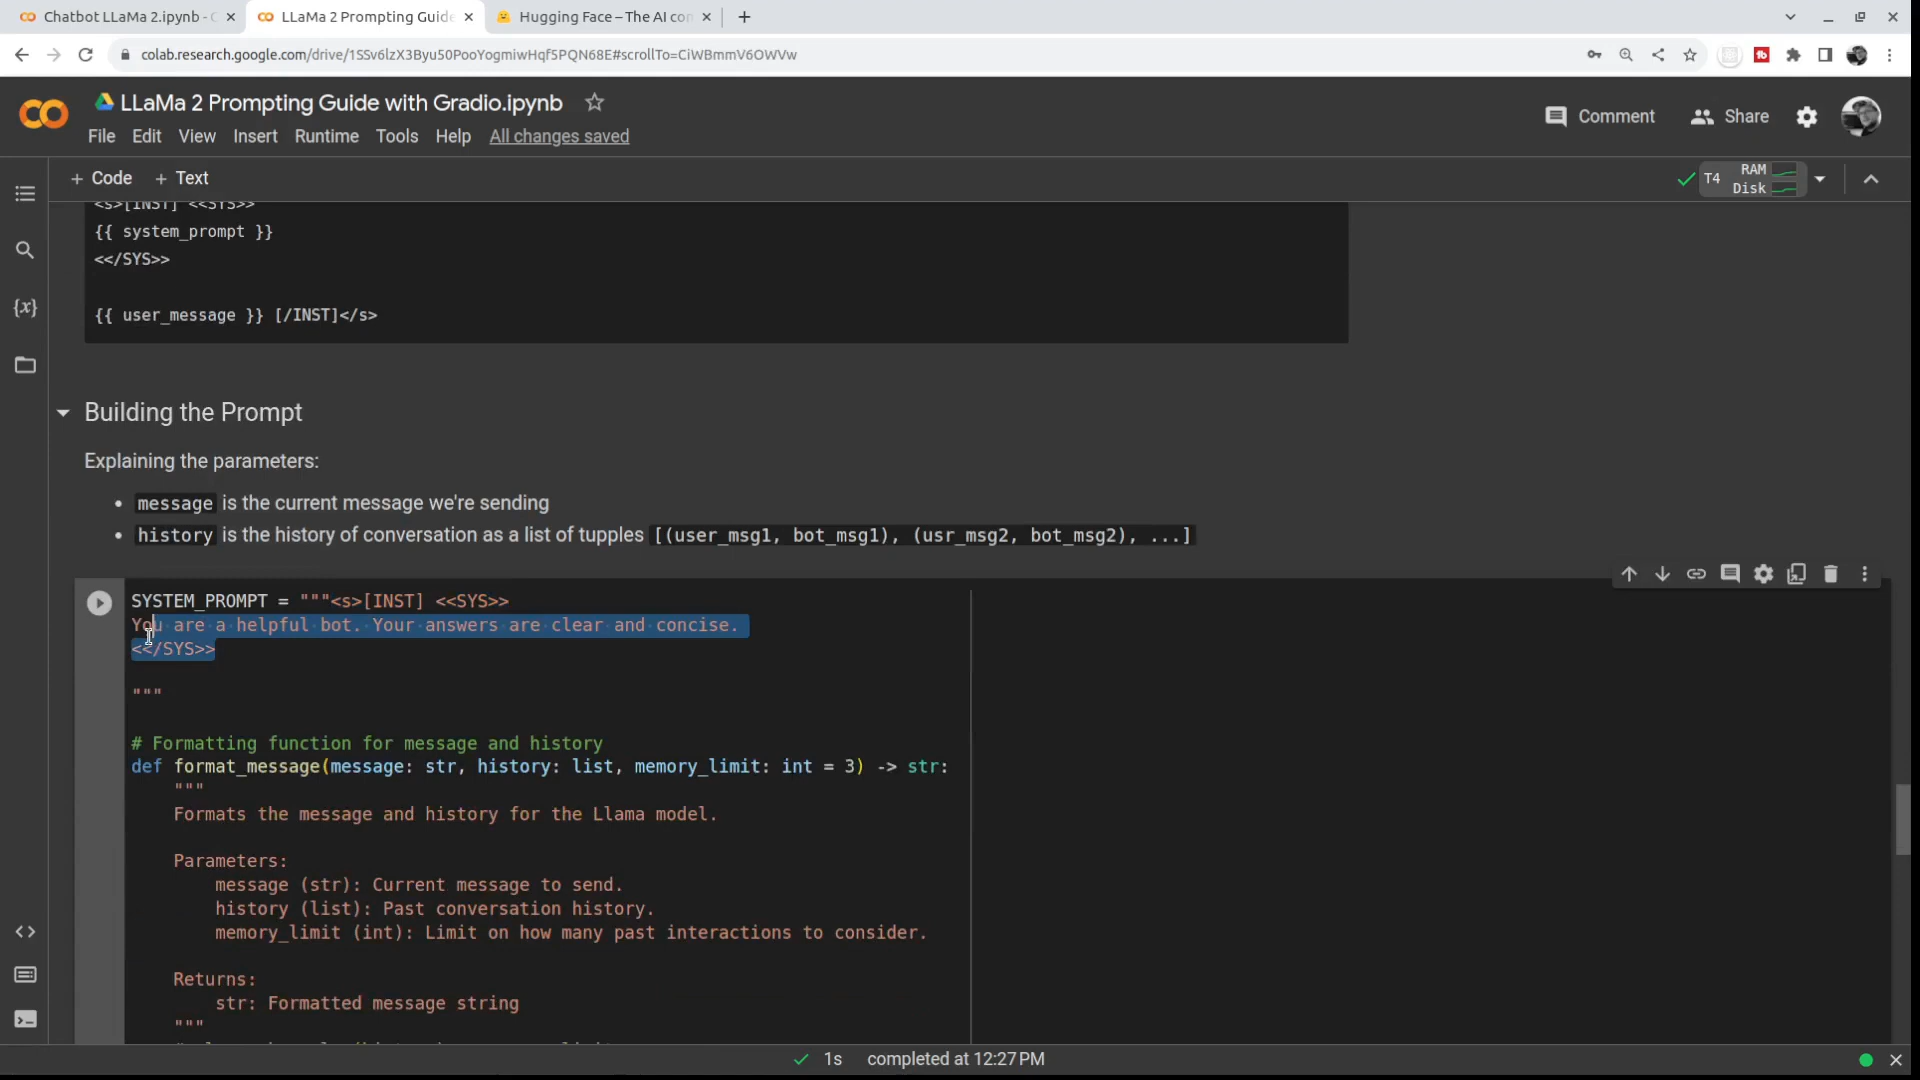 Chatbot LLaMa 2.ipynb - C
LLaMa 2 Prompting Guide
Hugging Face – The AI con
colab.research.google.com/drive/1SSv6lzX3Byu50PooYogmiwHqf5PQN68E#scrollTo=CiWBmmV6OWVw
LLaMa 2 Prompting Guide with Gradio.ipynb
Comment
Share
File Edit View Insert Runtime Tools Help All changes saved
+ Code + Text
T4
RAM
Disk
<s>[INST] <<SYS>>
{{ system_prompt }}
<</SYS>>
{{ user_message }} [/INST]</s>
Building the Prompt
Explaining the parameters:
• message is the current message we're sending
• history is the history of conversation as a list of tupples [(user_msg1, bot_msg1), (usr_msg2, bot_msg2), ...]
SYSTEM_PROMPT = """<s>[INST] <<SYS>>
You are a helpful bot. Your answers are clear and concise.
<</SYS>>
"""
# Formatting function for message and history
def format_message(message: str, history: list, memory_limit: int = 3) -> str:
"""
Formats the message and history for the Llama model.
Parameters:
message (str): Current message to send.
history (list): Past conversation history.
memory_limit (int): Limit on how many past interactions to consider.
Returns:
str: Formatted message string
"""
1s completed at 12:27 PM